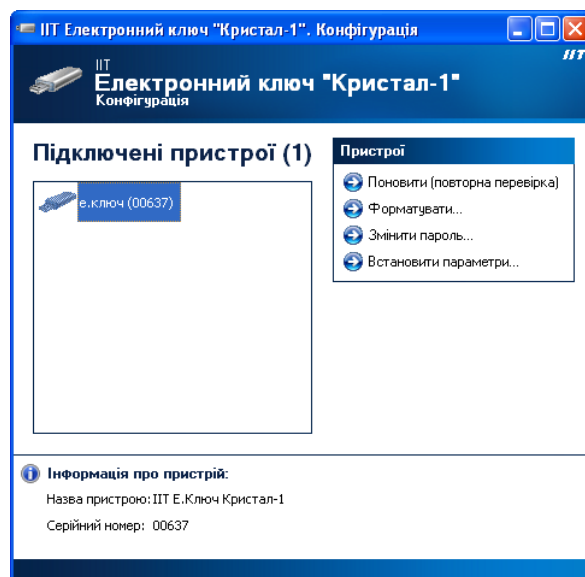 ІІТ Електронний ключ "Кристал-1". Конфігурація
ІІТ
ІІТ
Електронний ключ "Кристал-1"
Конфігурація
Підключені пристрої (1)
е.ключ (00637)
Пристрої
Поновити (повторна перевірка)
Форматувати...
Змінити пароль...
Встановити параметри...
Інформація про пристрій:
Назва пристрою: ІІТ Е.Ключ Кристал-1
Серійний номер: 00637